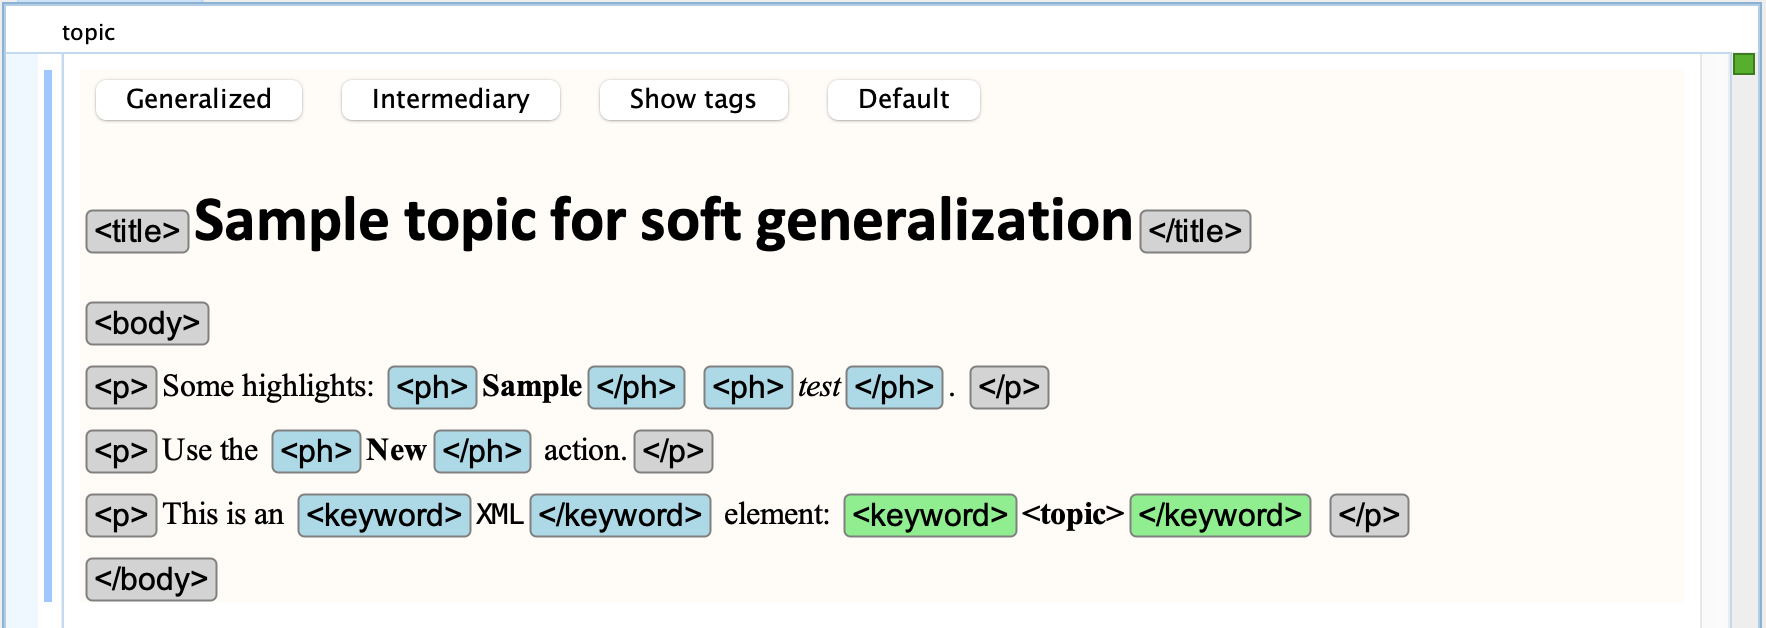 topic
Generalized Intermediary Show tags Default
<title> Sample topic for soft generalization </title>
<body>
<p> Some highlights: <ph> Sample </ph> <ph> test </ph> . </p>
<p> Use the <ph> New </ph> action. </p>
<p> This is an <keyword> XML </keyword> element: <keyword> <topic> </keyword> </p>
</body>